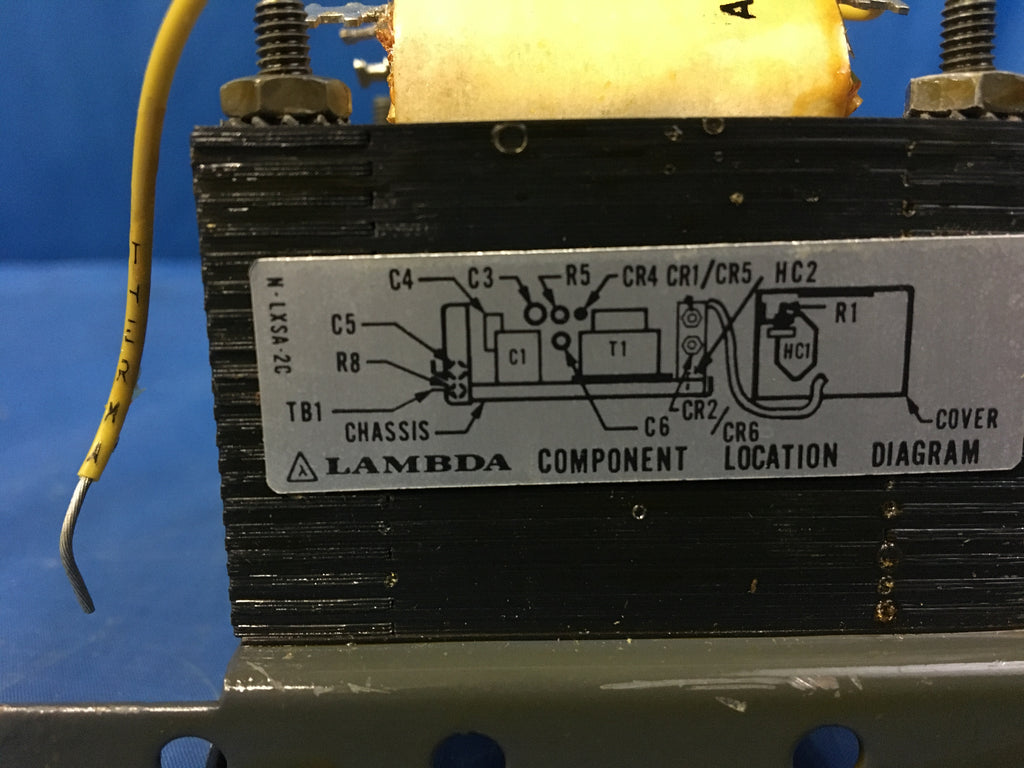 A
N-LXSA-2C
C4 C3 R5 CR4 CR1/CR5 HC2
C5
R8
TB1
CHASSIS
C1
T1
R1
HC1
C6
CR2/CR6
COVER
LAMBDA COMPONENT LOCATION DIAGRAM